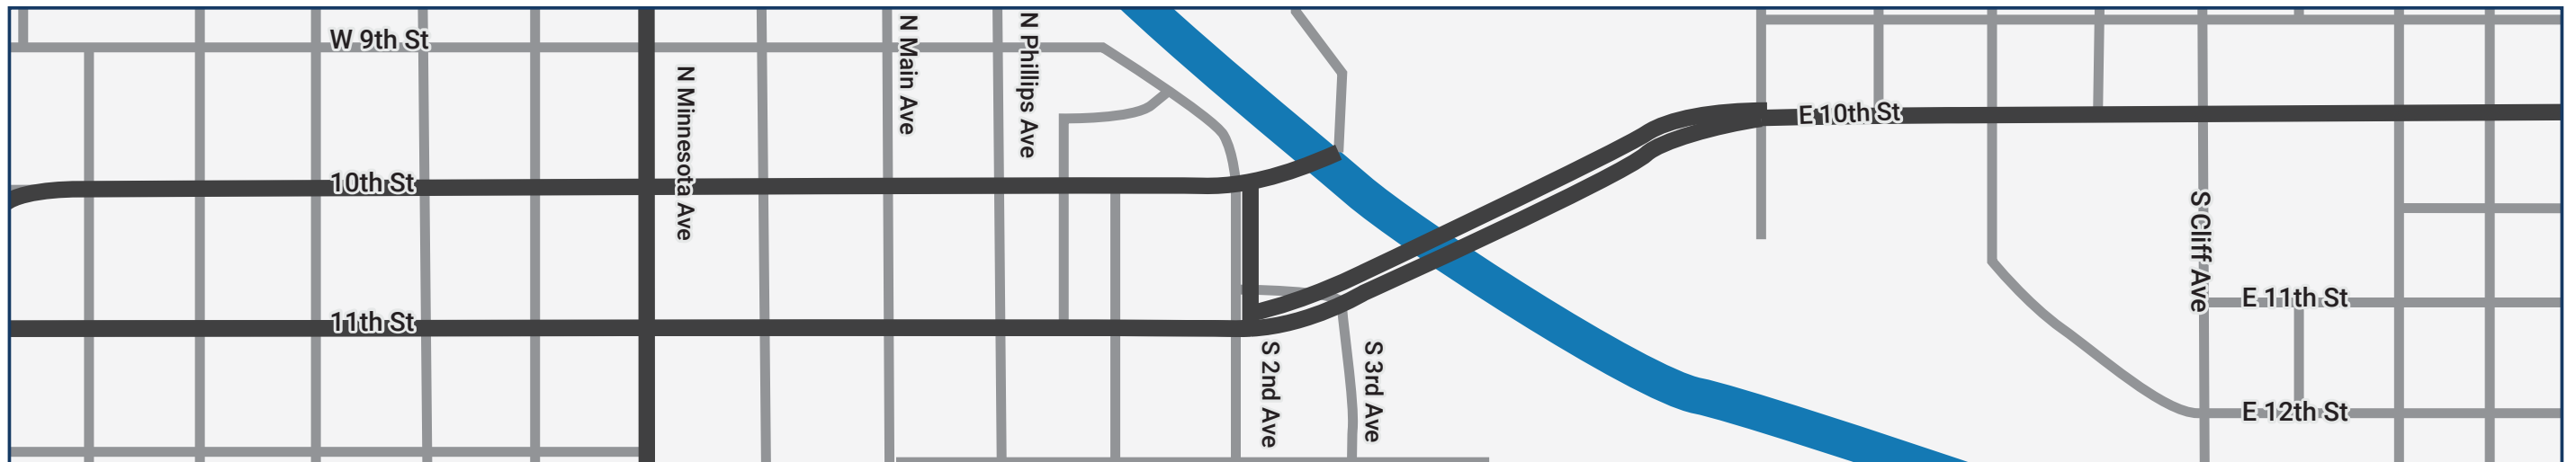 W 9th St
N Main Ave
N Phillips Ave
N Minnesota Ave
E 10th St
10th St
S Cliff Ave
E 11th St
11th St
S 2nd Ave
S 3rd Ave
E 12th St